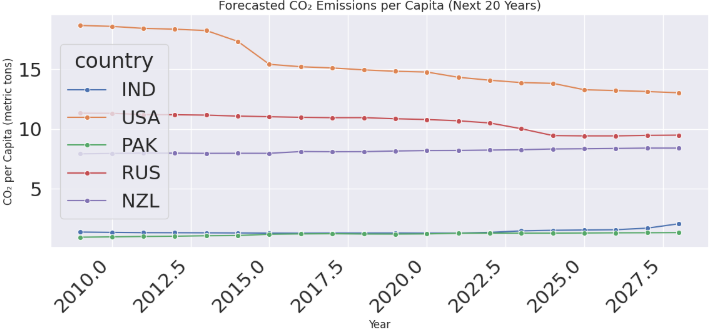 Forecasted CO₂ Emissions per Capita (Next 20 Years)
CO₂ per Capita (metric tons)
15
10
5
country
IND
USA
PAK
RUS
NZL
2010.0
2012.5
2015.0
2017.5
2020.0
2022.5
2025.0
2027.5
Year